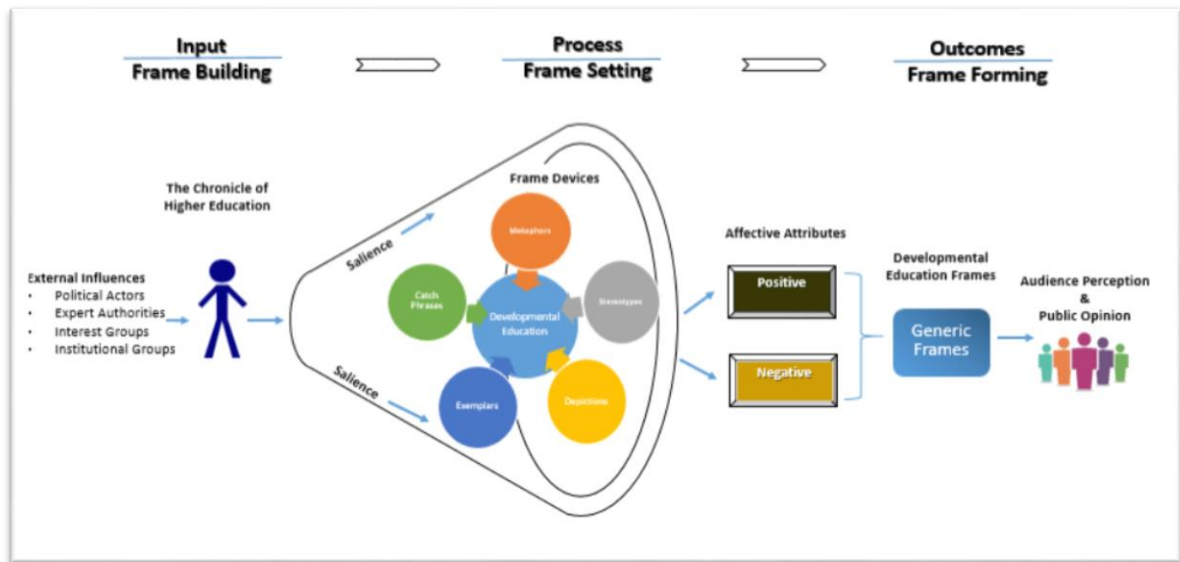 Input
Frame Building
Process
Frame Setting
Outcomes
Frame Forming
The Chronicle of
Higher Education
External Influences
• Political Actors
• Expert Authorities
• Interest Groups
• Institutional Groups
Salience
Salience
Frame Devices
Metaphors
Catch
Phrases
Stereotypes
Developmental
Education
Exemplars
Depictions
Affective Attributes
Positive
Negative
Developmental
Education Frames
Generic
Frames
Audience Perception
&
Public Opinion